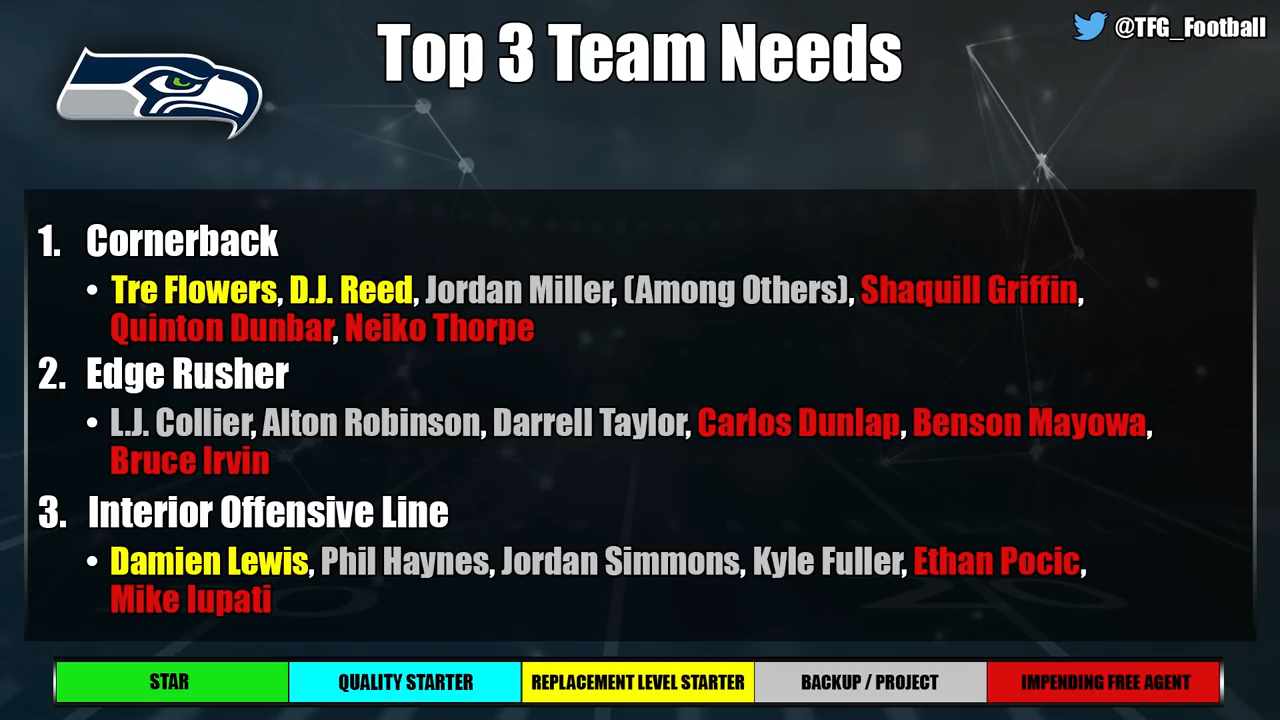 Top 3 Team Needs
@TFG_Football
1. Cornerback
• Tre Flowers, D.J. Reed, Jordan Miller, (Among Others), Shaquill Griffin,
Quinton Dunbar, Neiko Thorpe
2. Edge Rusher
• L.J. Collier, Alton Robinson, Darrell Taylor, Carlos Dunlap, Benson Mayowa,
Bruce Irvin
3. Interior Offensive Line
• Damien Lewis, Phil Haynes, Jordan Simmons, Kyle Fuller, Ethan Pocic,
Mike Iupati
STAR
QUALITY STARTER
REPLACEMENT LEVEL STARTER
BACKUP / PROJECT
IMPENDING FREE AGENT